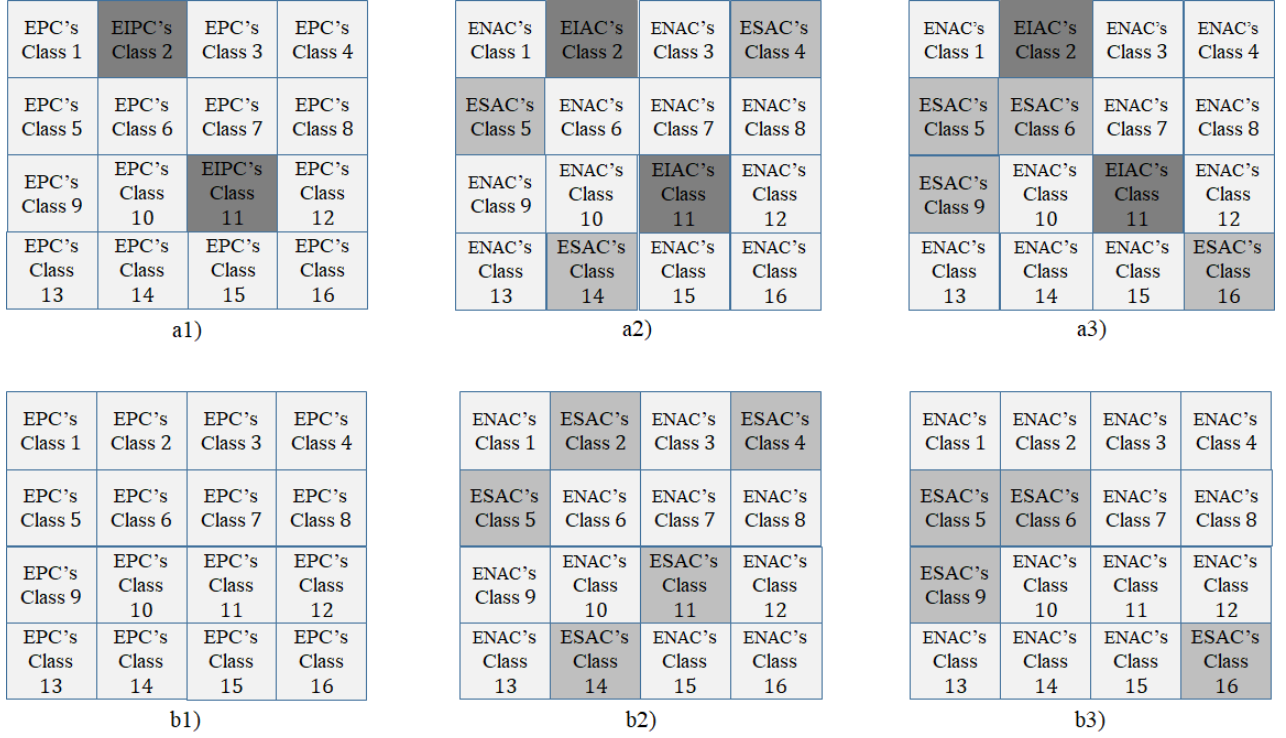 EPC's
Class 1
EIPC's
Class 2
EPC's
Class 3
EPC's
Class 4
EPC's
Class 5
EPC's
Class 6
EPC's
Class 7
EPC's
Class 8
EPC's
Class 9
EPC's
Class
10
EIPC's
Class
11
EPC's
Class
12
EPC's
Class
13
EPC's
Class
14
EPC's
Class
15
EPC's
Class
16
a1)
ENAC's
Class 1
EIAC's
Class 2
ENAC's
Class 3
ESAC's
Class 4
ESAC's
Class 5
ENAC's
Class 6
ENAC's
Class 7
ENAC's
Class 8
ENAC's
Class 9
ENAC's
Class
10
EIAC's
Class
11
ENAC's
Class
12
ENAC's
Class
13
ESAC's
Class
14
ENAC's
Class
15
ENAC's
Class
16
a2)
ENAC's
Class 1
EIAC's
Class 2
ENAC's
Class 3
ENAC's
Class 4
ESAC's
Class 5
ESAC's
Class 6
ENAC's
Class 7
ENAC's
Class 8
ESAC's
Class 9
ENAC's
Class
10
EIAC's
Class
11
ENAC's
Class
12
ENAC's
Class
13
ENAC's
Class
14
ENAC's
Class
15
ESAC's
Class
16
a3)
EPC's
Class 1
EPC's
Class 2
EPC's
Class 3
EPC's
Class 4
EPC's
Class 5
EPC's
Class 6
EPC's
Class 7
EPC's
Class 8
EPC's
Class 9
EPC's
Class
10
EPC's
Class
11
EPC's
Class
12
EPC's
Class
13
EPC's
Class
14
EPC's
Class
15
EPC's
Class
16
b1)
ENAC's
Class 1
ESAC's
Class 2
ENAC's
Class 3
ESAC's
Class 4
ESAC's
Class 5
ENAC's
Class 6
ENAC's
Class 7
ENAC's
Class 8
ENAC's
Class 9
ENAC's
Class
10
ESAC's
Class
11
ENAC's
Class
12
ENAC's
Class
13
ESAC's
Class
14
ENAC's
Class
15
ENAC's
Class
16
b2)
ENAC's
Class 1
ENAC's
Class 2
ENAC's
Class 3
ENAC's
Class 4
ESAC's
Class 5
ESAC's
Class 6
ENAC's
Class 7
ENAC's
Class 8
ESAC's
Class 9
ENAC's
Class
10
ENAC's
Class
11
ENAC's
Class
12
ENAC's
Class
13
ENAC's
Class
14
ENAC's
Class
15
ESAC's
Class
16
b3)